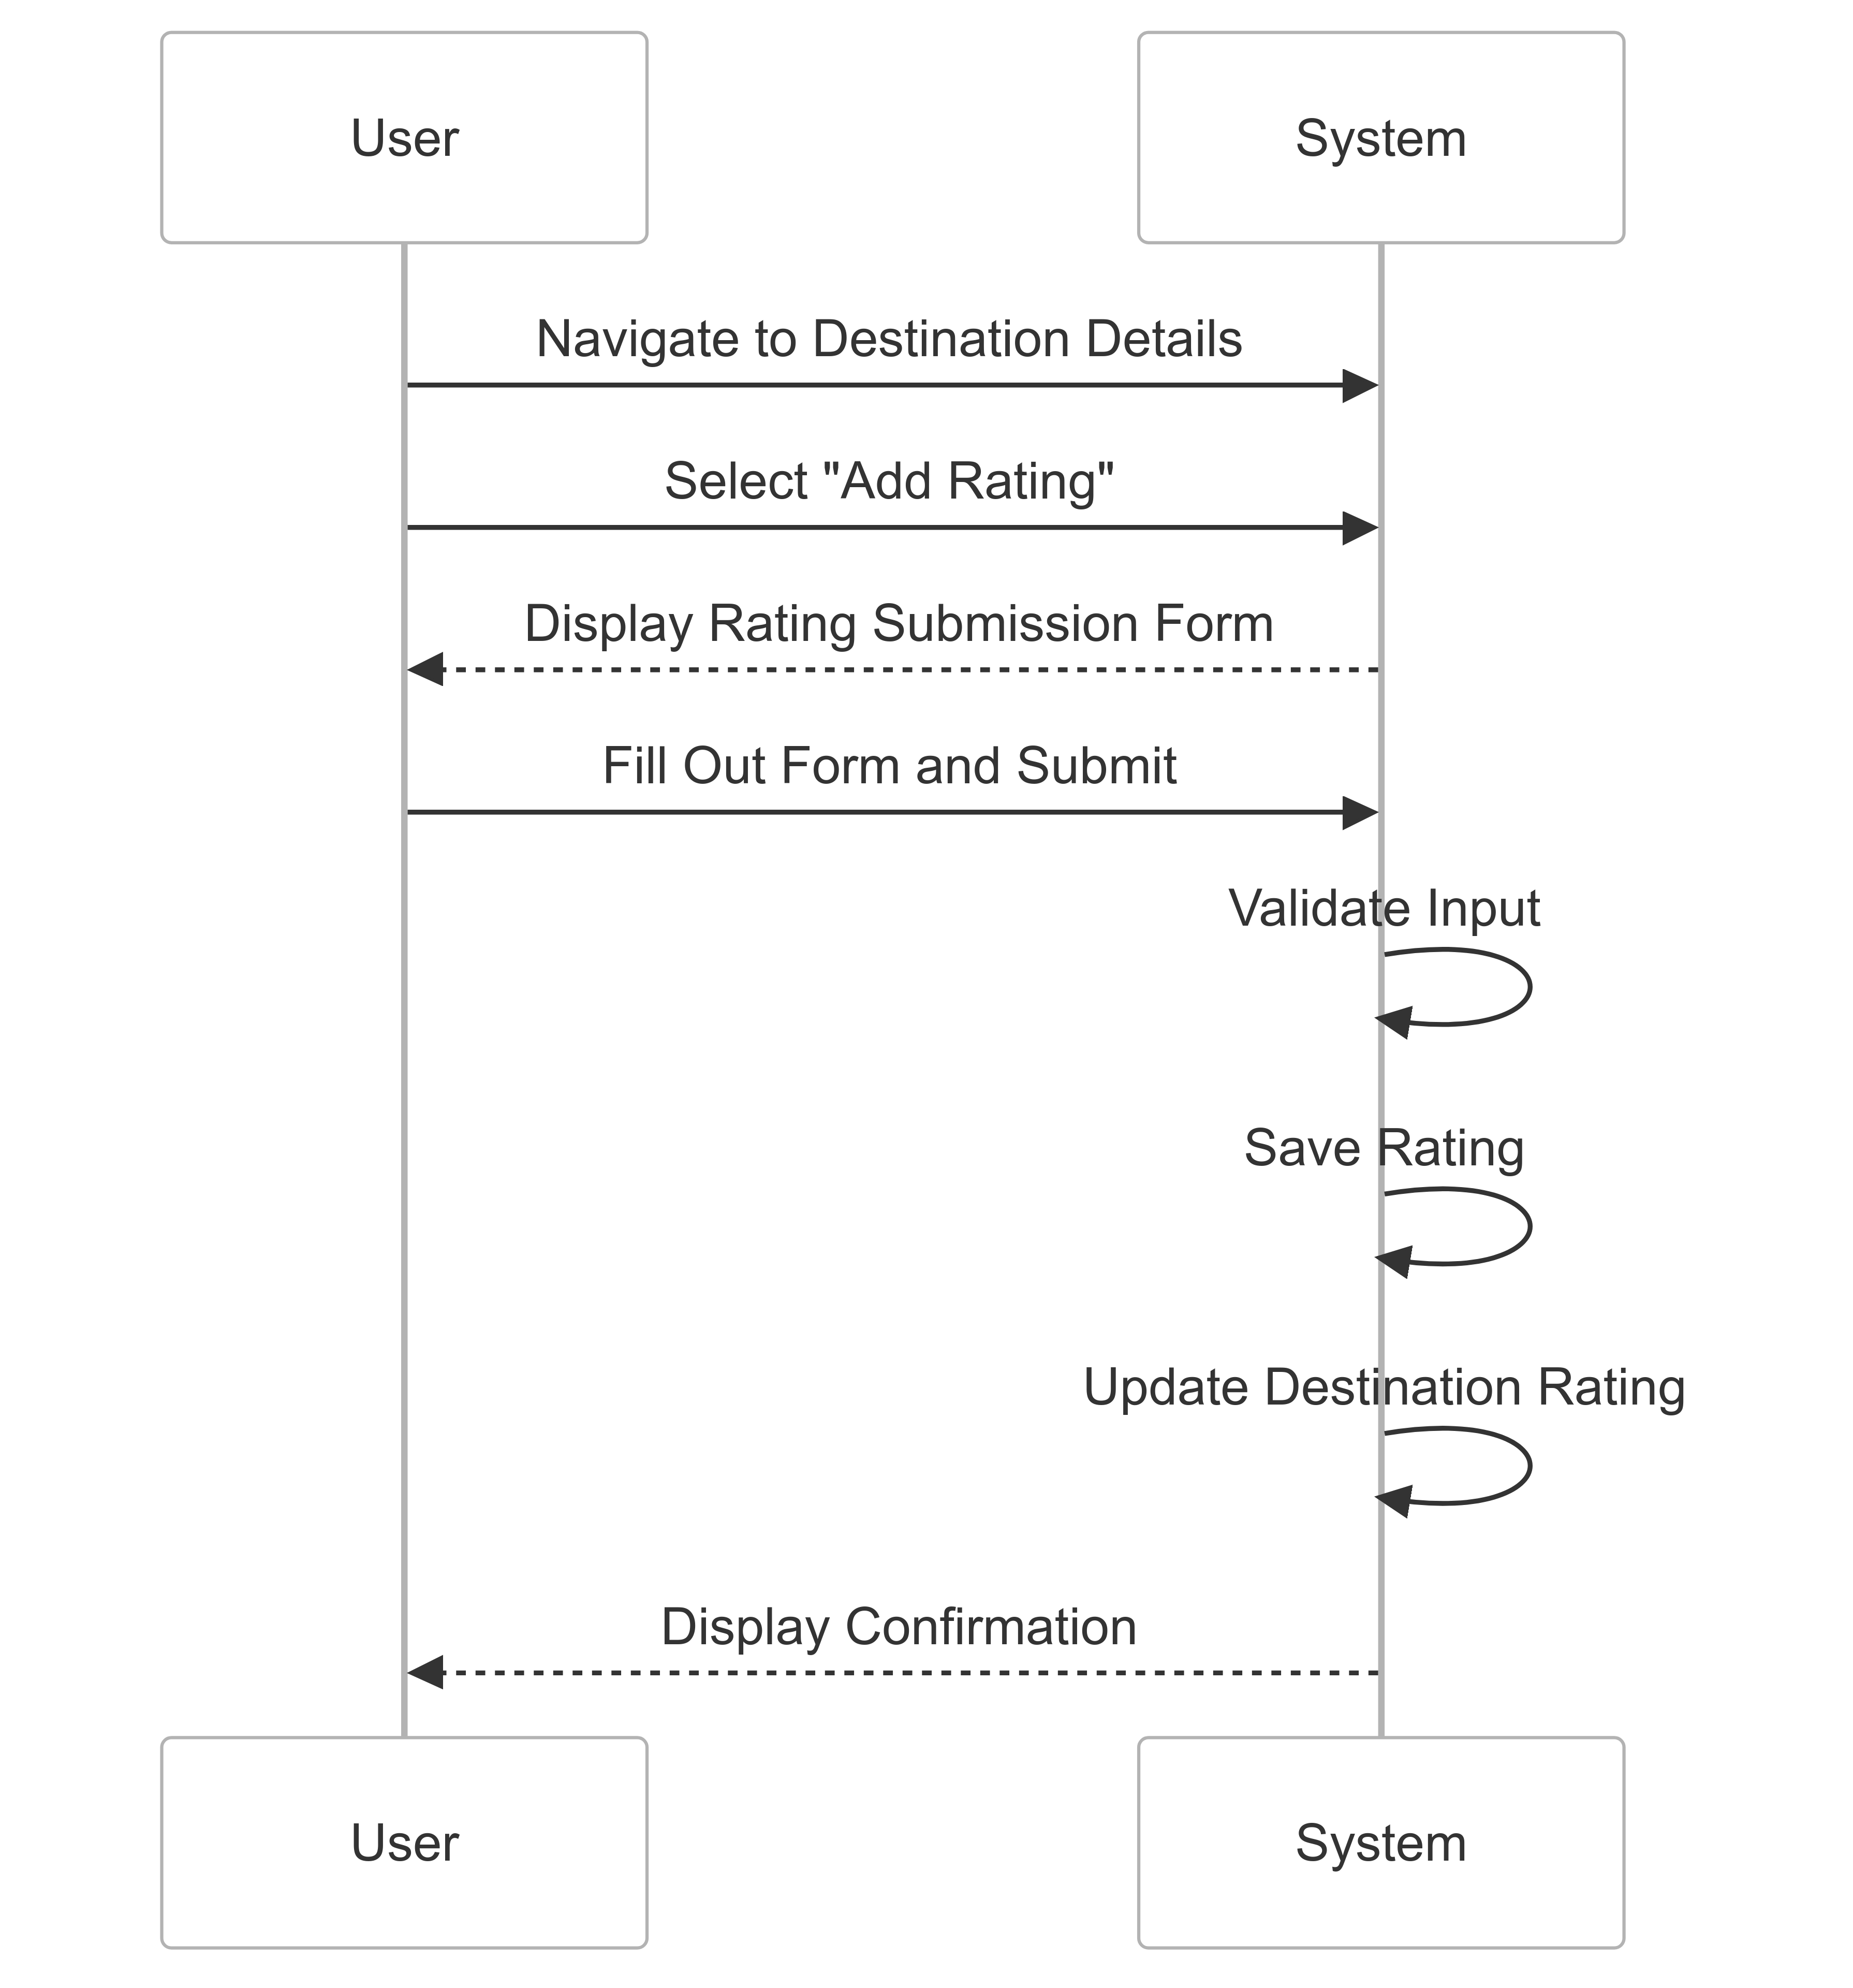 User
System
Navigate to Destination Details
Select "Add Rating"
Display Rating Submission Form
Fill Out Form and Submit
Validate Input
Save Rating
Update Destination Rating
Display Confirmation
User
System